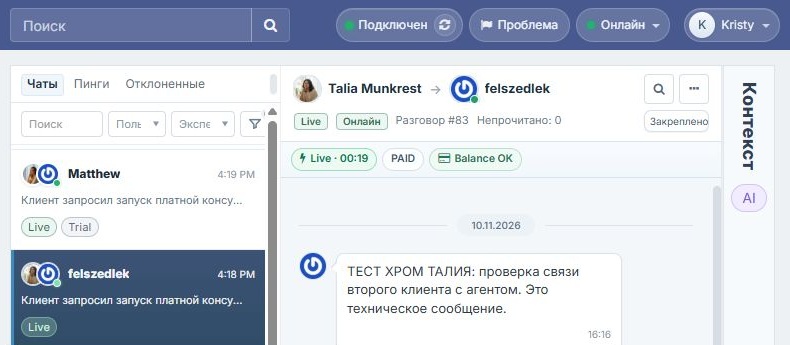 Поиск
Подключен
Проблема
Онлайн
K Kristy
Чаты Пинги Отклоненные
Поиск
Поль
Экспе
Matthew 4:19 PM
Клиент запросил запуск платной консу...
Live Trial
felszedlek 4:18 PM
Клиент запросил запуск платной консу...
Live
Talia Munkrest → felszedlek
Live Онлайн Разговор #83 Непрочитано: 0
Закреплено
Live · 00:19 PAID Balance OK
10.11.2026
ТЕСТ ХРОМ ТАЛИЯ: проверка связи
второго клиента с агентом. Это
техническое сообщение.
16:16
Контекст
AI